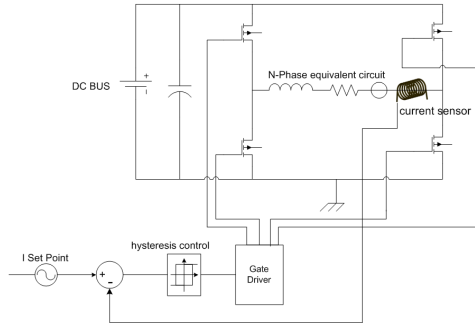 N-Phase equivalent circuit
DC BUS
+
-
current sensor
hysteresis control
I Set Point
+
-
Gate
Driver